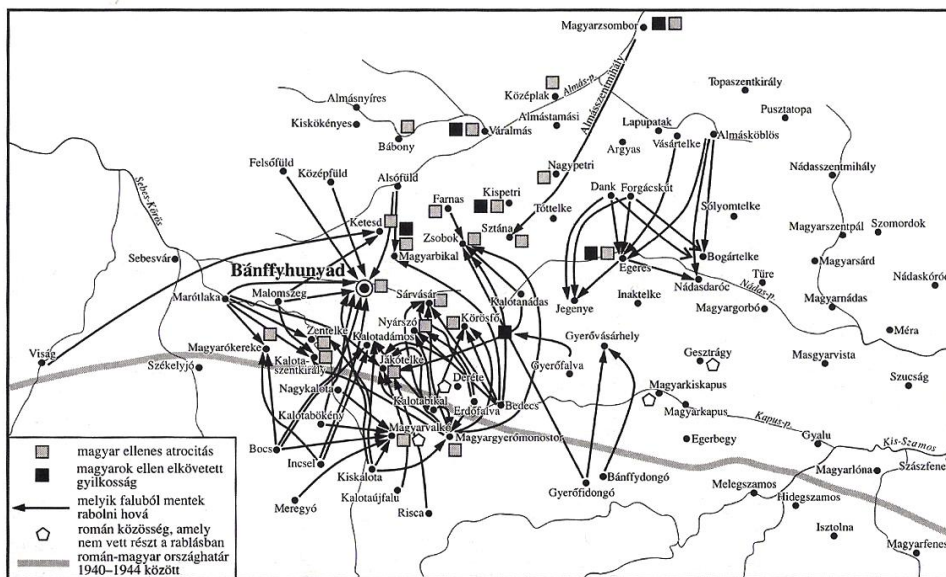 Magyarzsombor
Topaszentkirály
Középlak
Almás-p.
Almásszentmihály
Pusztatopa
Almásnyíres
Kiskökényes
Almástamási
Lapupatak
Almásköblös
Váralmás
Vásártelke
Bábony
Argyas
Nádasszentmihály
Felsőfüld
Középfüld
Alsófüld
Nagypetri
Dank
Forgácskút
Sebes-Körös
Farnas
Kispetri
Tóttelke
Sólyomtelke
Ketesd
Zsobok
Sztána
Magyarszentpál
Szomordok
Sebesvár
Magyarbikal
Egeres
Bogártelke
Magyarsárd
Bánffyhunyad
Türe
Nádas-p.
Nádaskóród
Marótlaka
Malomszeg
Sárvásár
Kalotanádas
Jegenye
Inaktelke
Nádasdaróc
Magyargorbó
Magyarnádas
Nyárszó
Körösfő
Méra
Zentelke
Kalotadámos
Gyerővásárhely
Magyarókereke
Kalota-
szentkirály
Jákótelke
Gesztrágy
Masgyarvista
Viság
Székelyjó
Gyerőfalva
Deréte
Szucság
Nagykalota
Magyarkiskapus
Kalotabökény
Kalotabikal
Erdőfalva
Bedecs
Magyarkapus
Kapus-p.
Magyarvalkó
Magyargyerőmonostor
Egerbegy
Gyalu
Kis-Szamos
Bocs
Incsel
Kiskalota
Bánffydongó
Magyarlóna
Szászfenes
Meregyó
Kalotaújfalu
Risca
Gyerőfidongó
Melegszamos
Hidegszamos
Isztolna
Magyarfenes
magyar ellenes atrocitás
magyarok ellen elkövetett
gyilkosság
melyik faluból mentek
rabolni hová
román közösség, amely
nem vett részt a rablásban
román-magyar országhatár
1940–1944 között